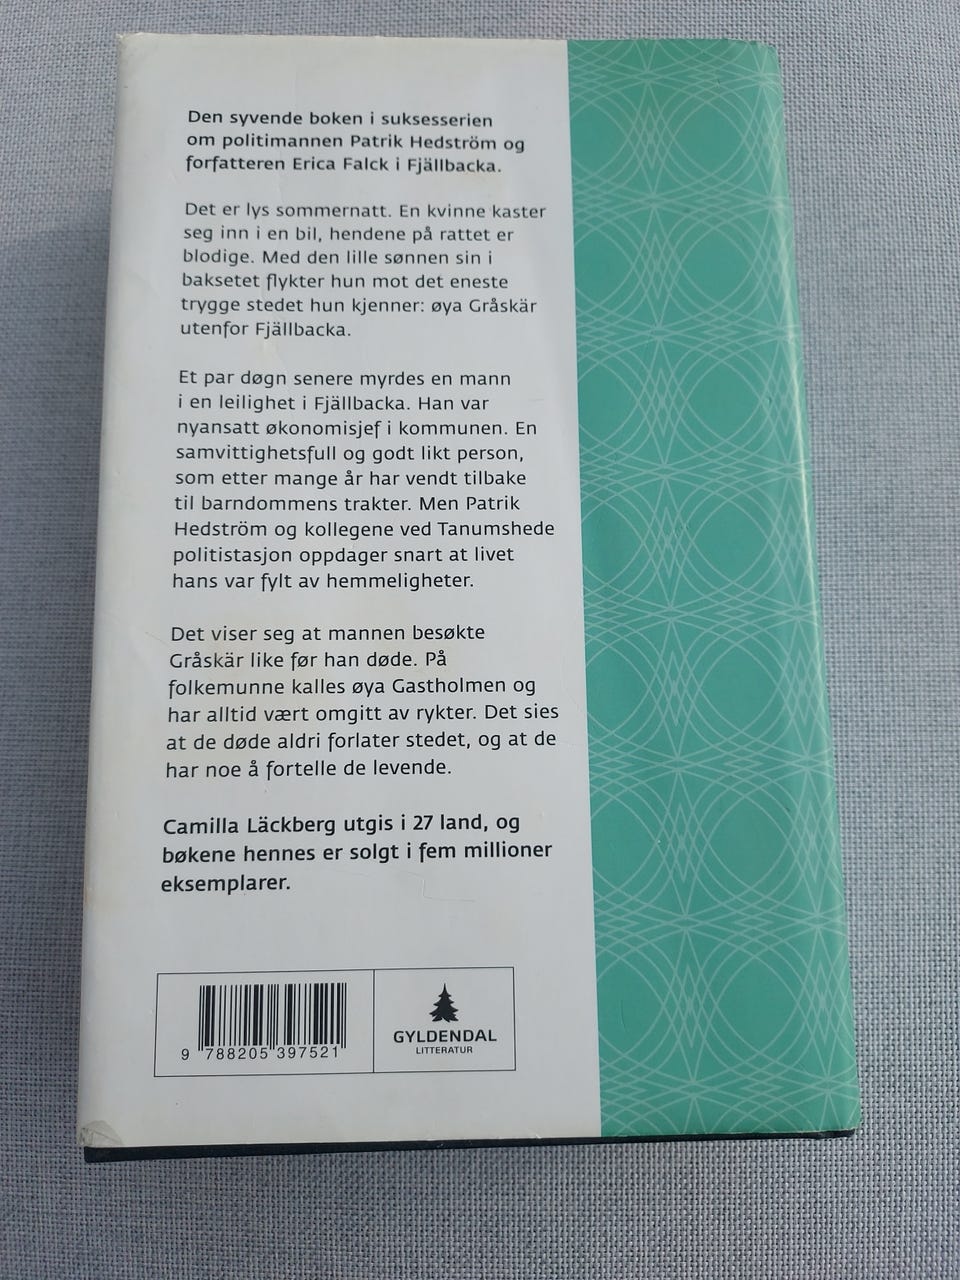 Den syvende boken i suksesserien
om politimannen Patrik Hedström og
forfatteren Erica Falck i Fjällbacka.
Det er lys sommernatt. En kvinne kaster
seg inn i en bil, hendene på rattet er
blodige. Med den lille sønnen sin i
baksetet flykter hun mot det eneste
trygge stedet hun kjenner: øya Gråskär
utenfor Fjällbacka.
Et par døgn senere myrdes en mann
i en leilighet i Fjällbacka. Han var
nyansatt økonomisjef i kommunen. En
samvittighetsfull og godt likt person,
som etter mange år har vendt tilbake
til barndommens trakter. Men Patrik
Hedström og kollegene ved Tanumshede
politistasjon oppdager snart at livet
hans var fylt av hemmeligheter.
Det viser seg at mannen besøkte
Gråskär like før han døde. På
folkemunne kalles øya Gastholmen og
har alltid vært omgitt av rykter. Det sies
at de døde aldri forlater stedet, og at de
har noe å fortelle de levende.
Camilla Läckberg utgis i 27 land, og
bøkene hennes er solgt i fem millioner
eksemplarer.
9 788205 397521
GYLDENDAL
LITTERATUR